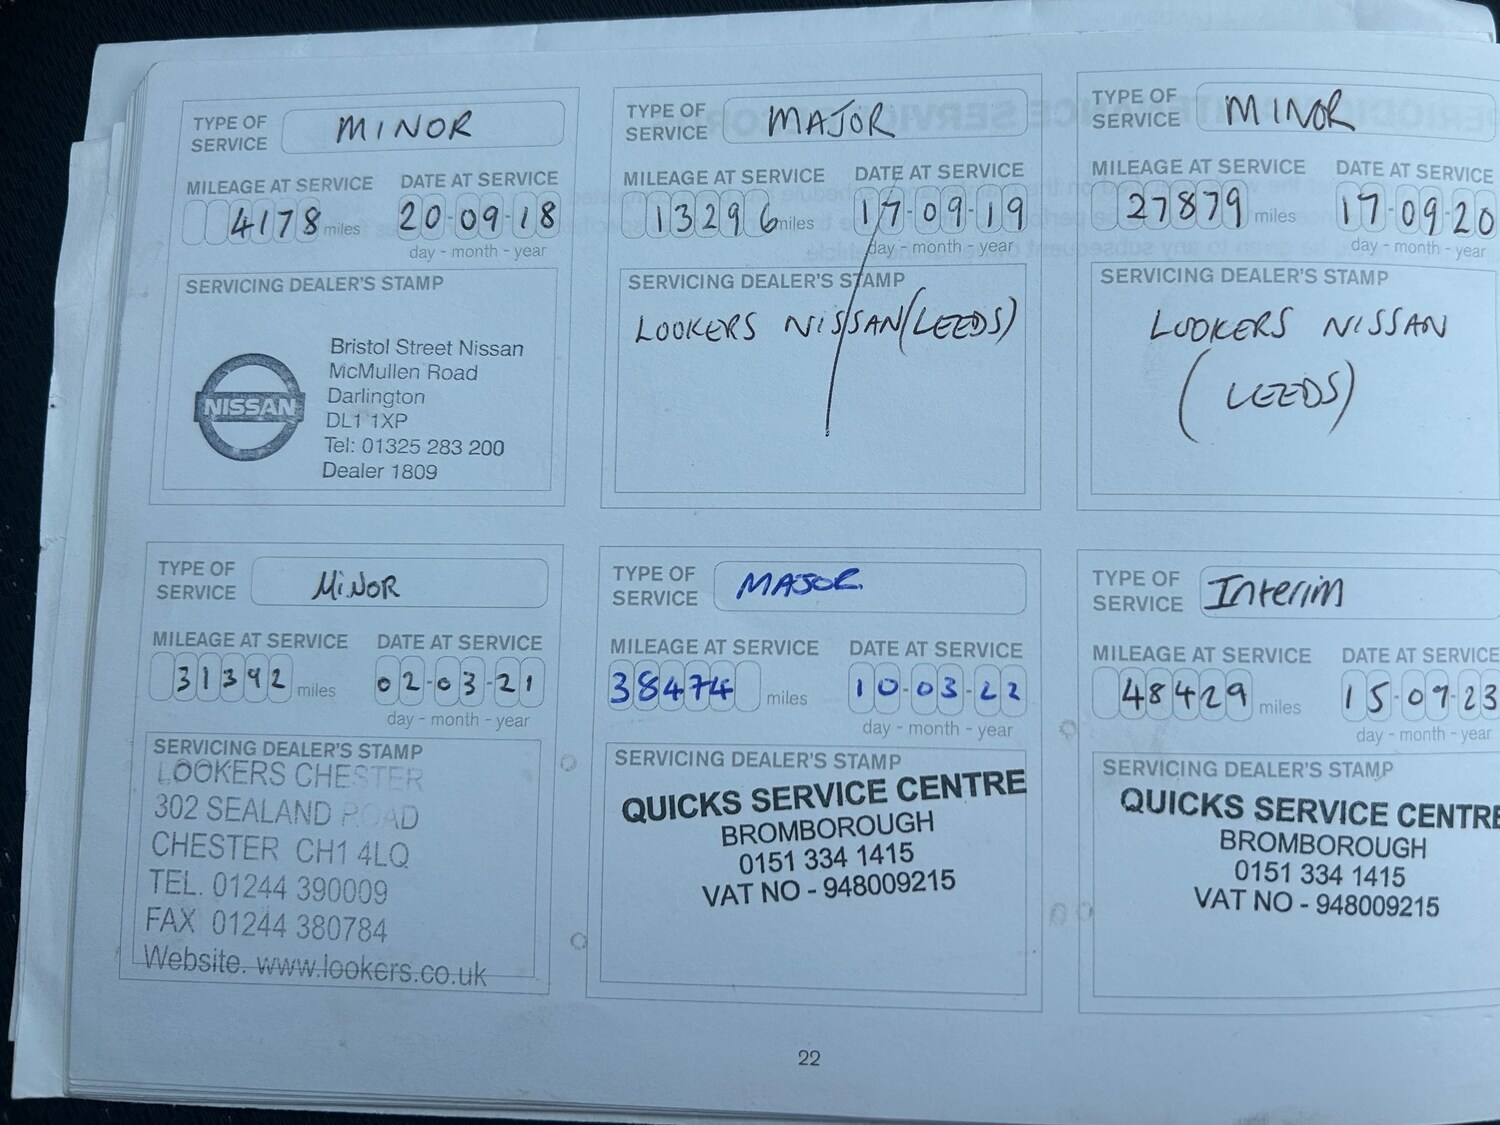 TYPE OF SERVICE MINOR
MILEAGE AT SERVICE DATE AT SERVICE
4178 miles 20-09-18
day - month - year
SERVICING DEALER'S STAMP
NISSAN
Bristol Street Nissan
McMullen Road
Darlington
DL1 1XP
Tel: 01325 283 200
Dealer 1809
TYPE OF SERVICE MAJOR
MILEAGE AT SERVICE DATE AT SERVICE
13296 miles 17-09-19
day - month - year
SERVICING DEALER'S STAMP
LOOKERS NISSAN (LEEDS)
TYPE OF SERVICE MINOR
MILEAGE AT SERVICE DATE AT SERVICE
27879 miles 17-09-20
day - month - year
SERVICING DEALER'S STAMP
LOOKERS NISSAN
(LEEDS)
TYPE OF SERVICE MINOR
MILEAGE AT SERVICE DATE AT SERVICE
31392 miles 02-03-21
day - month - year
SERVICING DEALER'S STAMP
LOOKERS CHESTER
302 SEALAND ROAD
CHESTER CH1 4LQ
TEL. 01244 390009
FAX 01244 380784
Website. www.lookers.co.uk
TYPE OF SERVICE MAJOR
MILEAGE AT SERVICE DATE AT SERVICE
38474 miles 10-03-22
day - month - year
SERVICING DEALER'S STAMP
QUICKS SERVICE CENTRE
BROMBOROUGH
0151 334 1415
VAT NO - 948009215
TYPE OF SERVICE Interim
MILEAGE AT SERVICE DATE AT SERVICE
48429 miles 15-09-23
day - month - year
SERVICING DEALER'S STAMP
QUICKS SERVICE CENTRE
BROMBOROUGH
0151 334 1415
VAT NO - 948009215
22